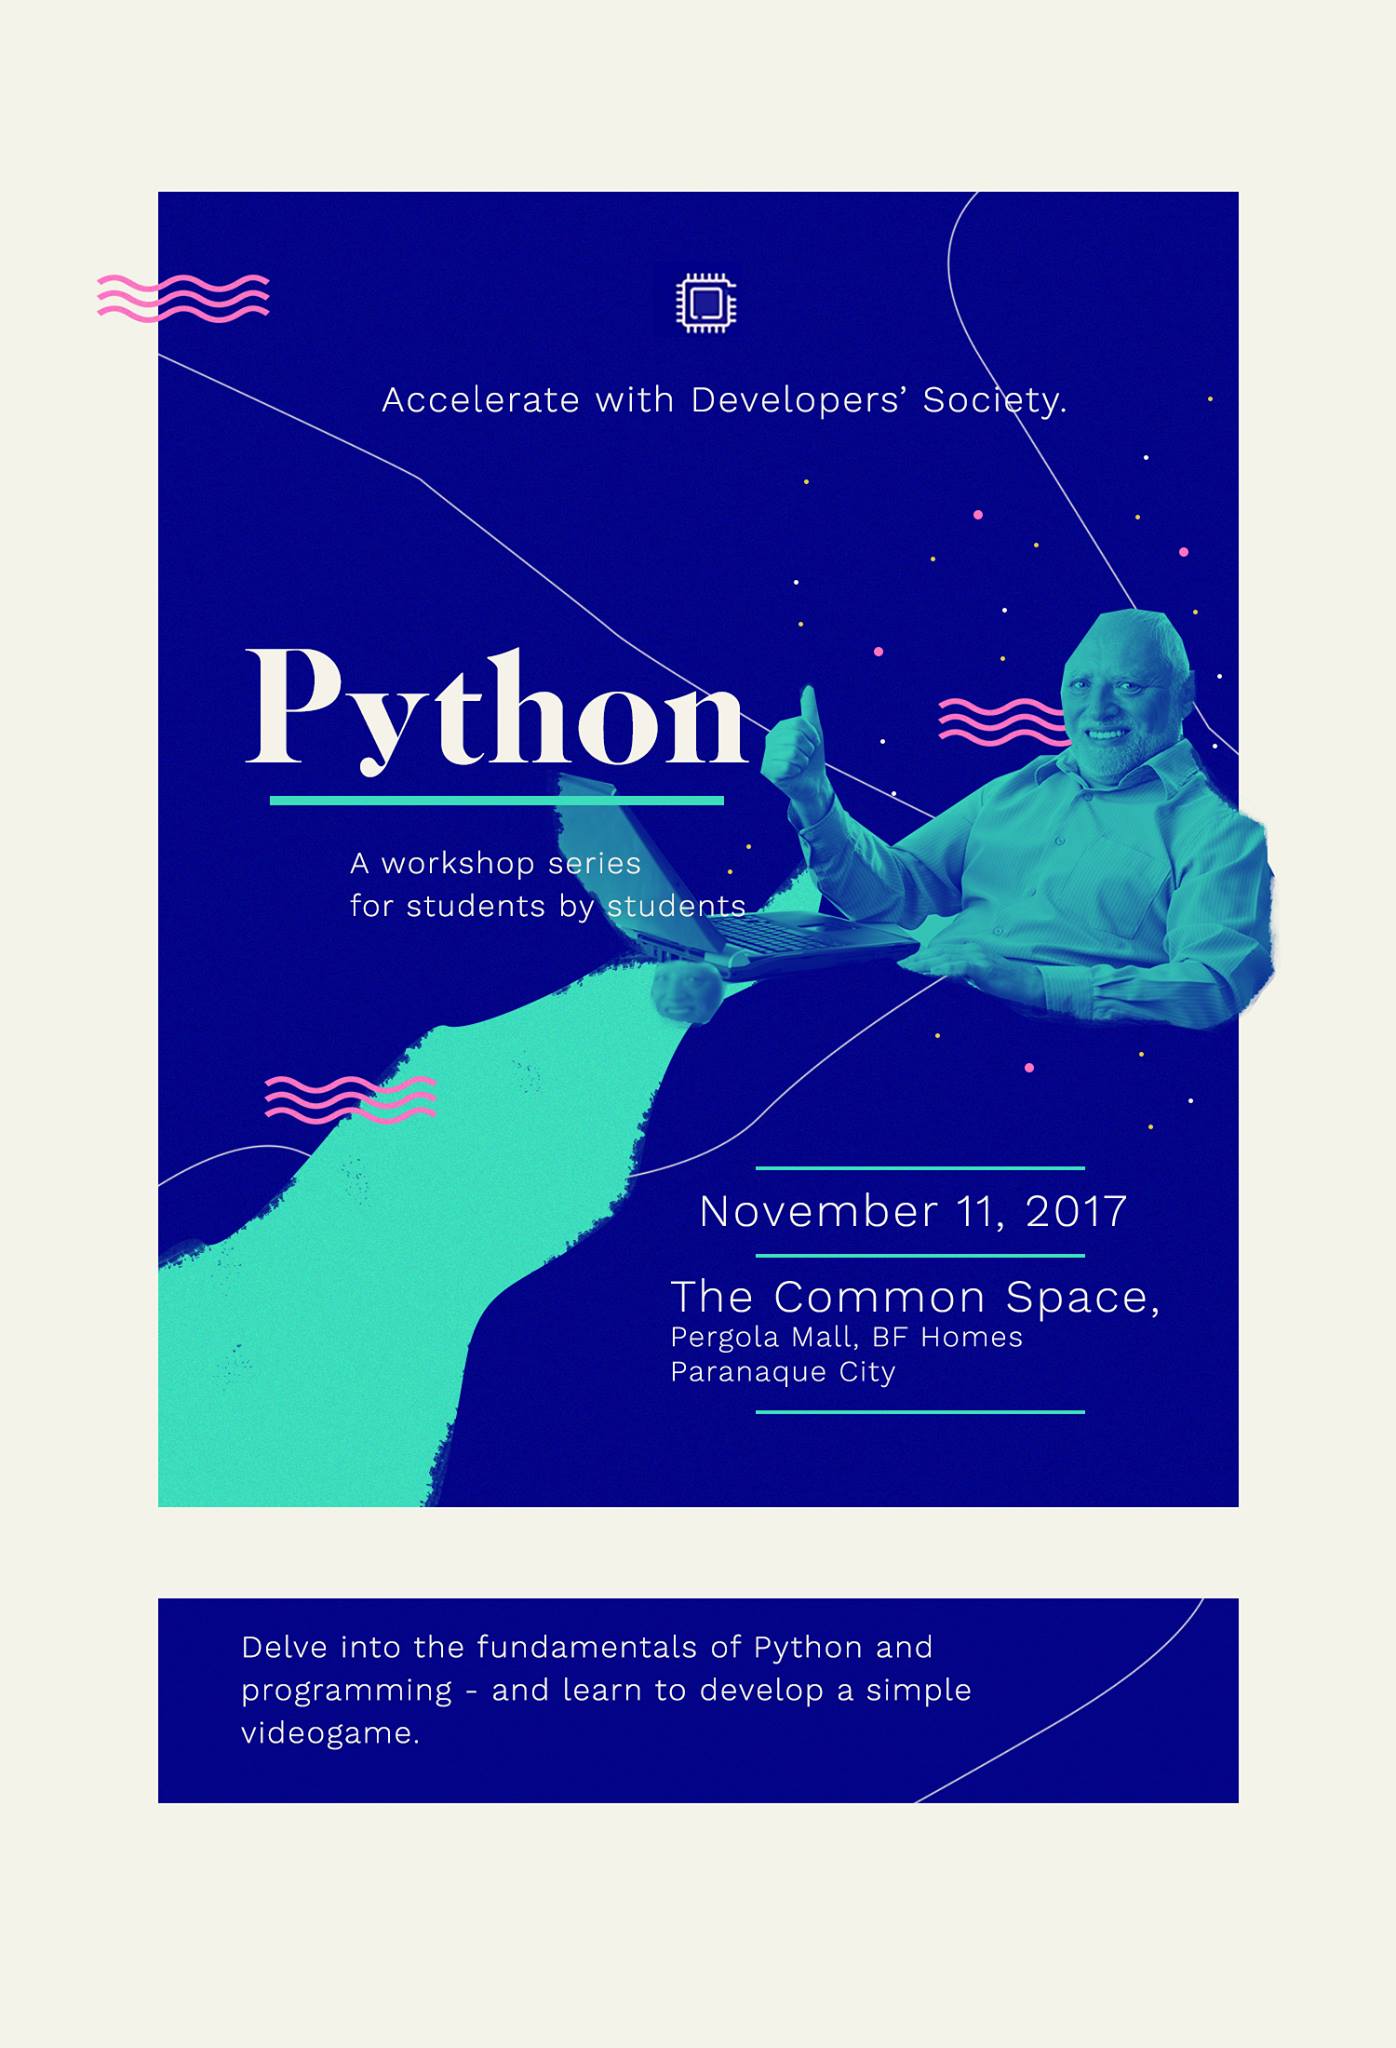 Accelerate with Developers’ Society.
Python
A workshop series
for students by students
November 11, 2017
The Common Space,
Pergola Mall, BF Homes
Paranaque City
Delve into the fundamentals of Python and
programming - and learn to develop a simple
videogame.